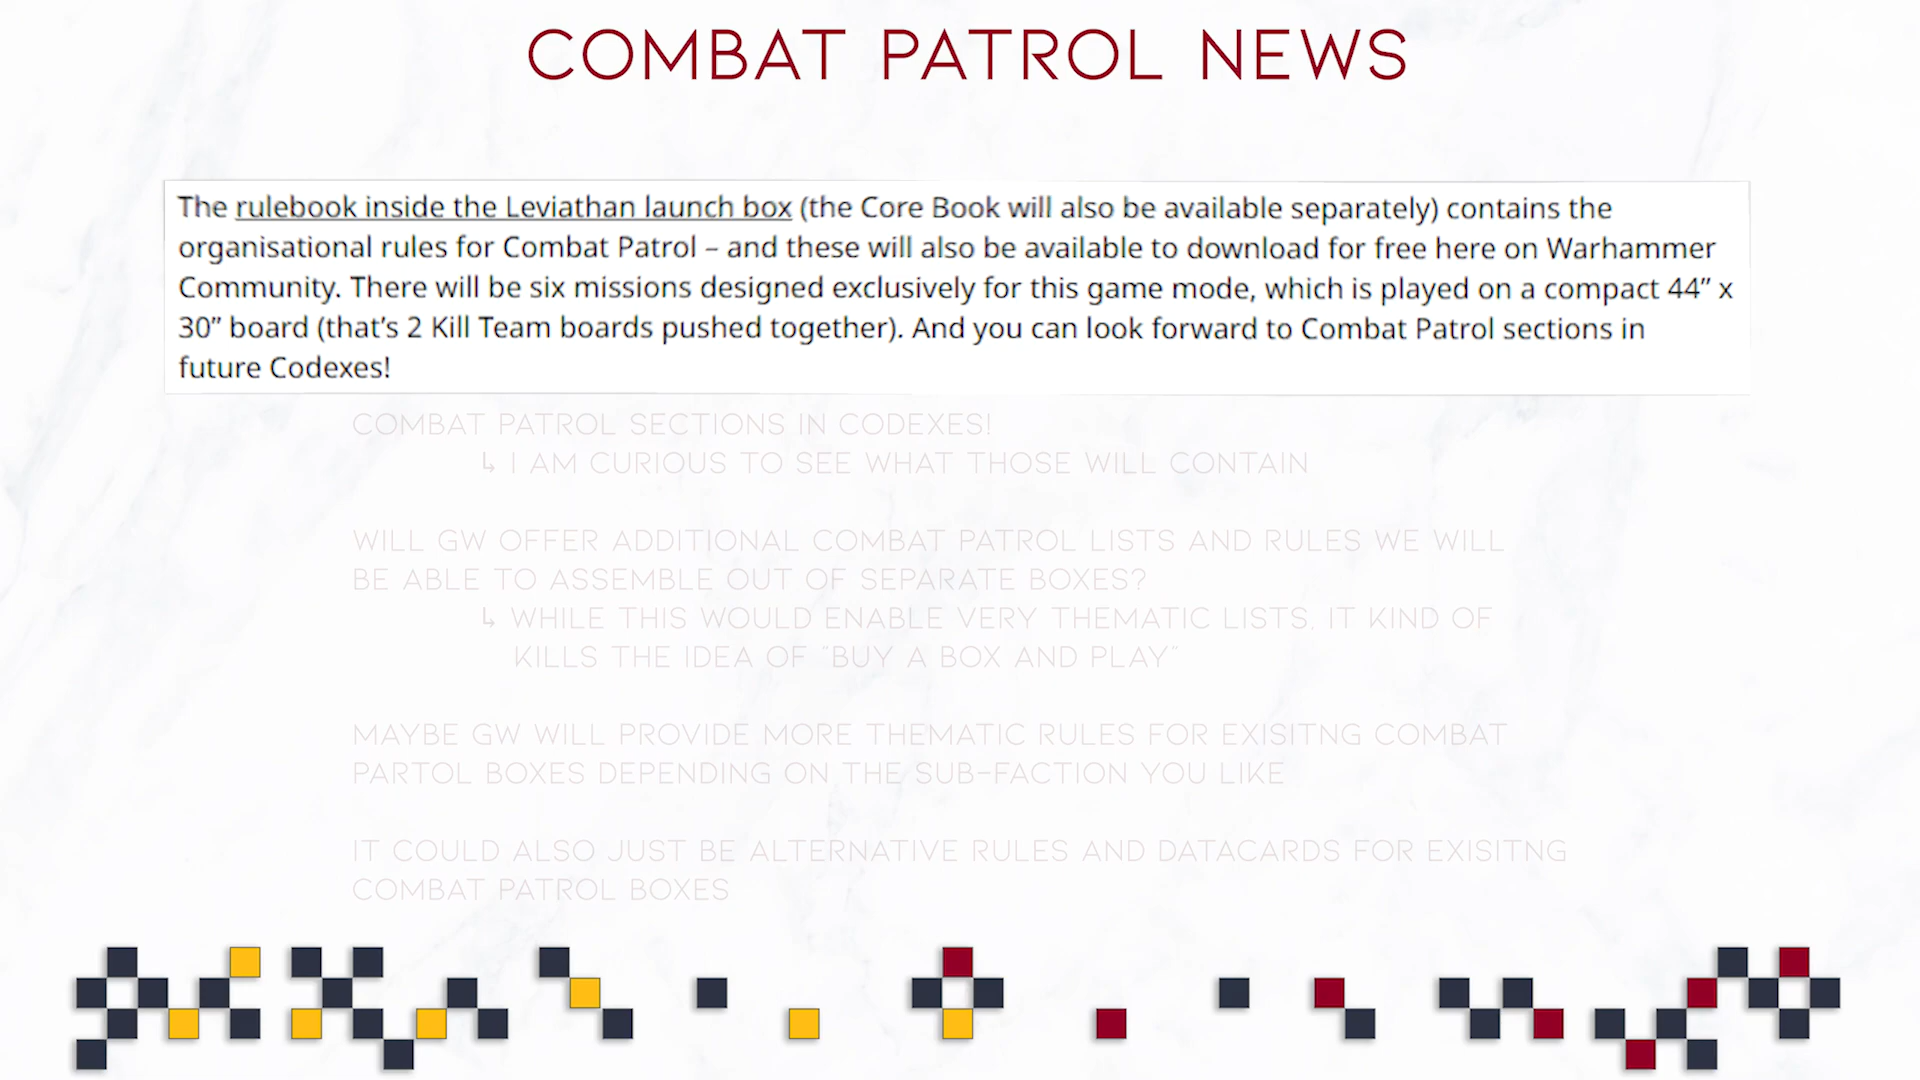 COMBAT PATROL NEWS
The rulebook inside the Leviathan launch box (the Core Book will also be available separately) contains the
organisational rules for Combat Patrol – and these will also be available to download for free here on Warhammer
Community. There will be six missions designed exclusively for this game mode, which is played on a compact 44” x
30” board (that’s 2 Kill Team boards pushed together). And you can look forward to Combat Patrol sections in
future Codexes!
COMBAT PATROL SECTIONS IN CODEXES!
↳ I AM CURIOUS TO SEE WHAT THOSE WILL CONTAIN
WILL GW OFFER ADDITIONAL COMBAT PATROL LISTS AND RULES WE WILL
BE ABLE TO ASSEMBLE OUT OF SEPARATE BOXES?
↳ WHILE THIS WOULD ENABLE VERY THEMATIC LISTS, IT KIND OF
KILLS THE IDEA OF "BUY A BOX AND PLAY"
MAYBE GW WILL PROVIDE MORE THEMATIC RULES FOR EXISITNG COMBAT
PARTOL BOXES DEPENDING ON THE SUB-FACTION YOU LIKE
IT COULD ALSO JUST BE ALTERNATIVE RULES AND DATACARDS FOR EXISITNG
COMBAT PATROL BOXES